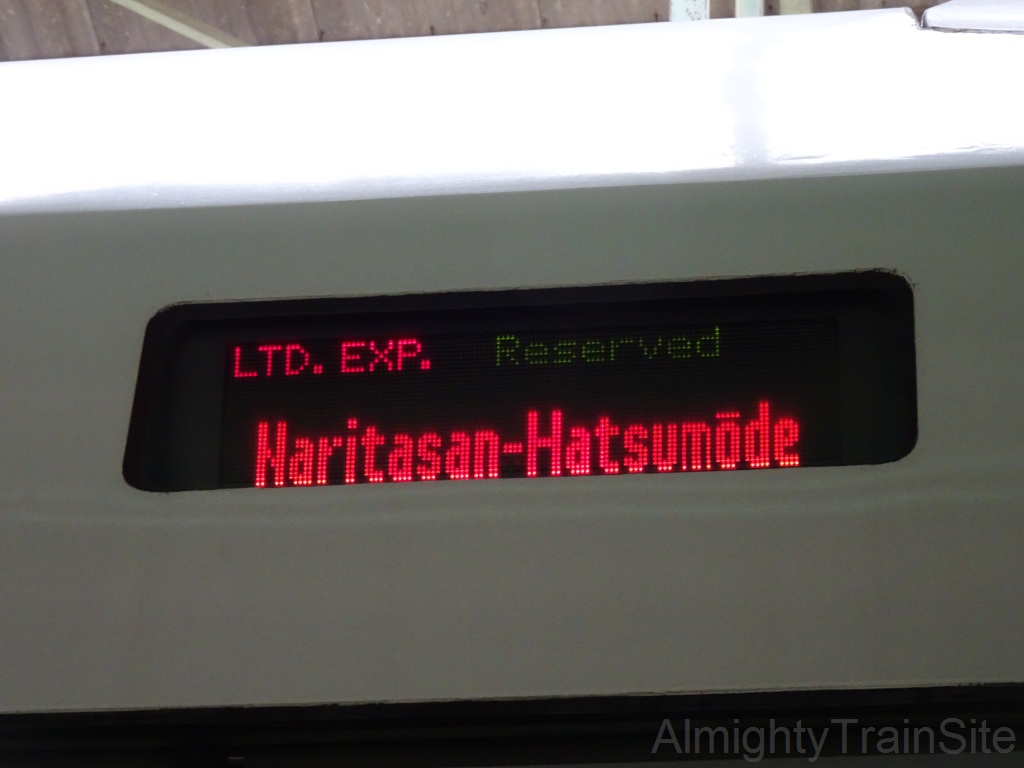 LTD. EXP. Reserved
Naritasan-Hatsumōde
AlmightyTrainSite